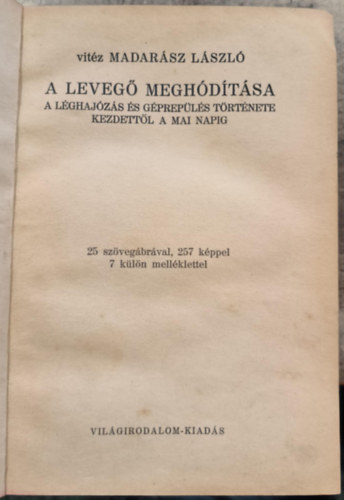 vitéz MADARÁSZ LÁSZLÓ
A LEVEGŐ MEGHÓDÍTÁSA
A LÉGHAJÓZÁS ÉS GÉPREPÜLÉS TÖRTÉNETE
KEZDETTŐL A MAI NAPIG
25 szövegábrával, 257 képpel
7 külön melléklettel
VILÁGIRODALOM-KIADÁS